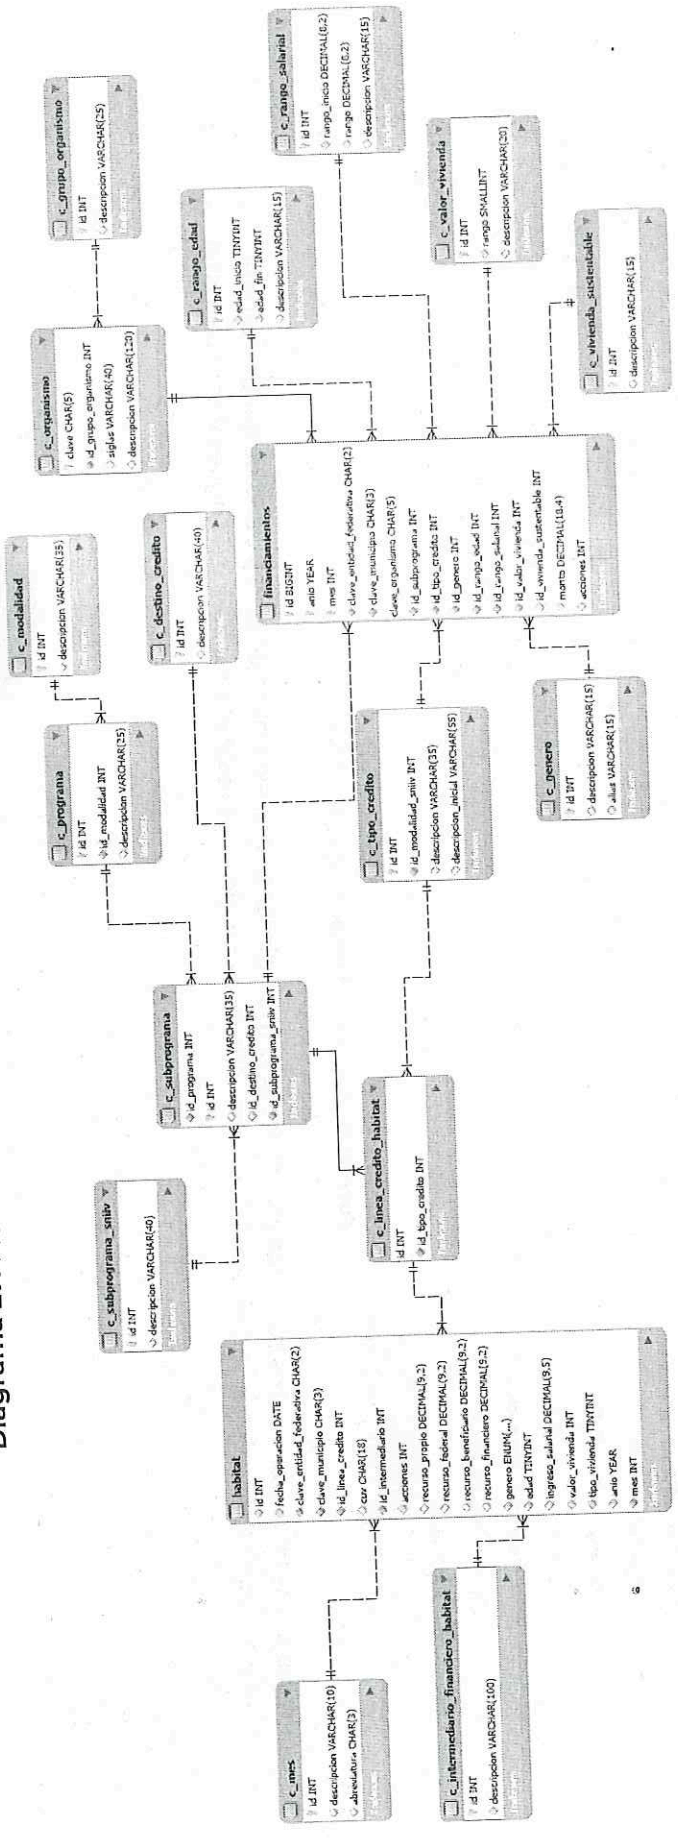 c_mes
id INT
descripcion VARCHAR(10)
abreviatura CHAR(3)
c_intermediario_financiero_habitat
id INT
descripcion VARCHAR(100)
habitat
id INT
fecha_operacion DATE
clave_entidad_federativa CHAR(2)
clave_municipio CHAR(3)
id_linea_credito INT
cuv CHAR(18)
id_intermediario INT
acciones INT
recurso_propio DECIMAL(9,2)
recurso_federal DECIMAL(9,2)
recurso_beneficiario DECIMAL(9,2)
recurso_financiero DECIMAL(9,2)
genero ENUM(...)
edad TINYINT
ingreso_salarial DECIMAL(9,5)
valor_vivienda INT
tipo_vivienda TINYINT
anio YEAR
mes INT
c_subprograma_sniiv
id INT
descripcion VARCHAR(40)
c_linea_credito_habitat
id INT
id_tipo_credito INT
c_subprograma
id_programa INT
id INT
descripcion VARCHAR(35)
id_destino_credito INT
id_subprograma_sniiv INT
c_programa
id INT
id_modalidad INT
descripcion VARCHAR(25)
c_modalidad
id INT
descripcion VARCHAR(35)
c_destino_credito
id INT
descripcion VARCHAR(40)
c_tipo_credito
id INT
id_modalidad_sniiv INT
descripcion VARCHAR(35)
descripcion_inicial VARCHAR(55)
c_genero
id INT
descripcion VARCHAR(15)
alias VARCHAR(15)
financiamientos
id BIGINT
anio YEAR
mes INT
clave_entidad_federativa CHAR(2)
clave_municipio CHAR(3)
clave_organismo CHAR(5)
id_subprograma INT
id_tipo_credito INT
id_genero INT
id_rango_edad INT
id_rango_salarial INT
id_valor_vivienda INT
id_vivienda_sustentable INT
monto DECIMAL(18,4)
acciones INT
c_organismo
clave CHAR(5)
id_grupo_organismo INT
siglas VARCHAR(40)
descripcion VARCHAR(120)
c_grupo_organismo
id INT
descripcion VARCHAR(25)
c_rango_edad
id INT
edad_inicio TINYINT
edad_fin TINYINT
descripcion VARCHAR(15)
c_rango_salarial
id INT
rango_inicio DECIMAL(8,2)
rango DECIMAL(6,2)
descripcion VARCHAR(15)
c_valor_vivienda
id INT
rango SMALLINT
descripcion VARCHAR(20)
c_vivienda_sustentable
id INT
descripcion VARCHAR(15)